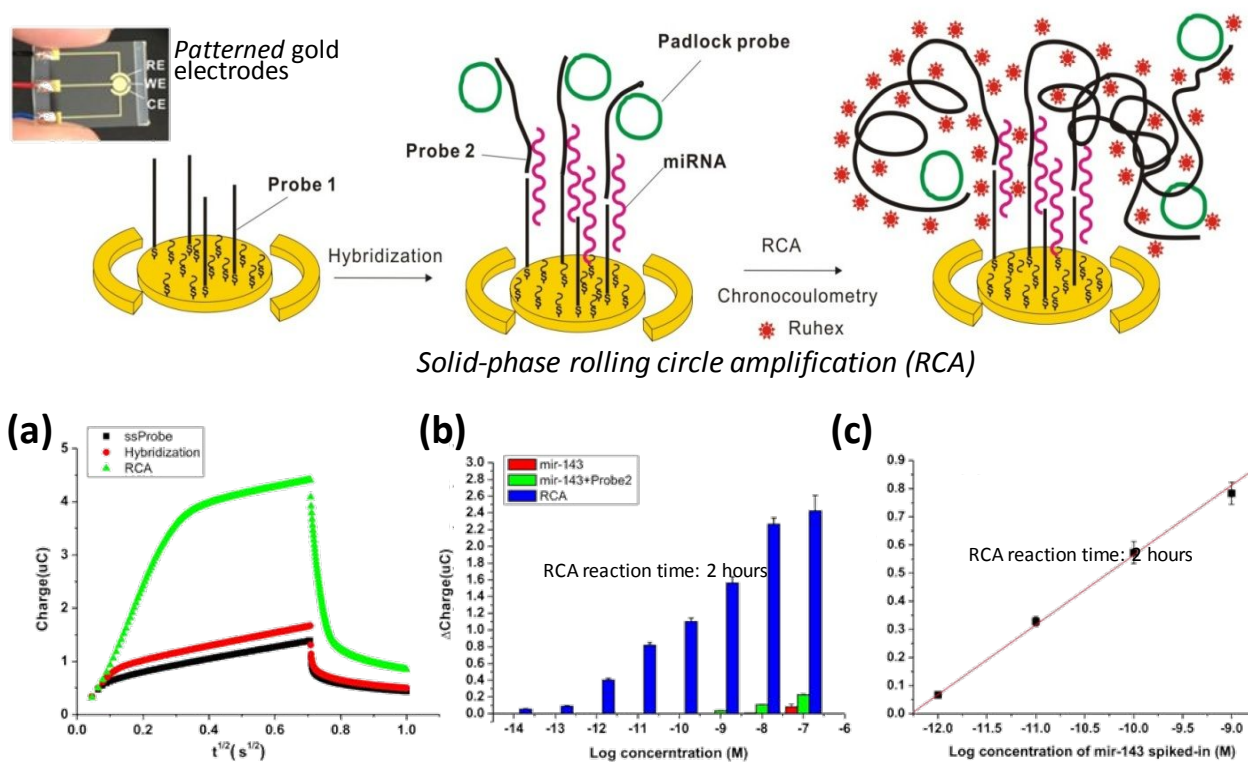 Patterned gold
electrodes
RE
WE
CE
Probe 1
Hybridization
Padlock probe
Probe 2
miRNA
RCA
Chronocoulometry
Ruhex
Solid-phase rolling circle amplification (RCA)
(a)
ssProbe
Hybridization
RCA
Charge(uC)
5
4
3
2
1
0
0.0 0.2 0.4 0.6 0.8 1.0
t1/2(s1/2)
(b)
mir-143
mir-143+Probe2
RCA
RCA reaction time: 2 hours
ΔCharge(uC)
3.0
2.8
2.6
2.4
2.2
2.0
1.8
1.6
1.4
1.2
1.0
0.8
0.6
0.4
0.2
0.0
-14 -13 -12 -11 -10 -9 -8 -7 -6
Log concerntration (M)
(c)
RCA reaction time: 2 hours
0.9
0.8
0.7
0.6
0.5
0.4
0.3
0.2
0.1
0.0
-12.0 -11.5 -11.0 -10.5 -10.0 -9.5 -9.0
Log concentration of mir-143 spiked-in (M)